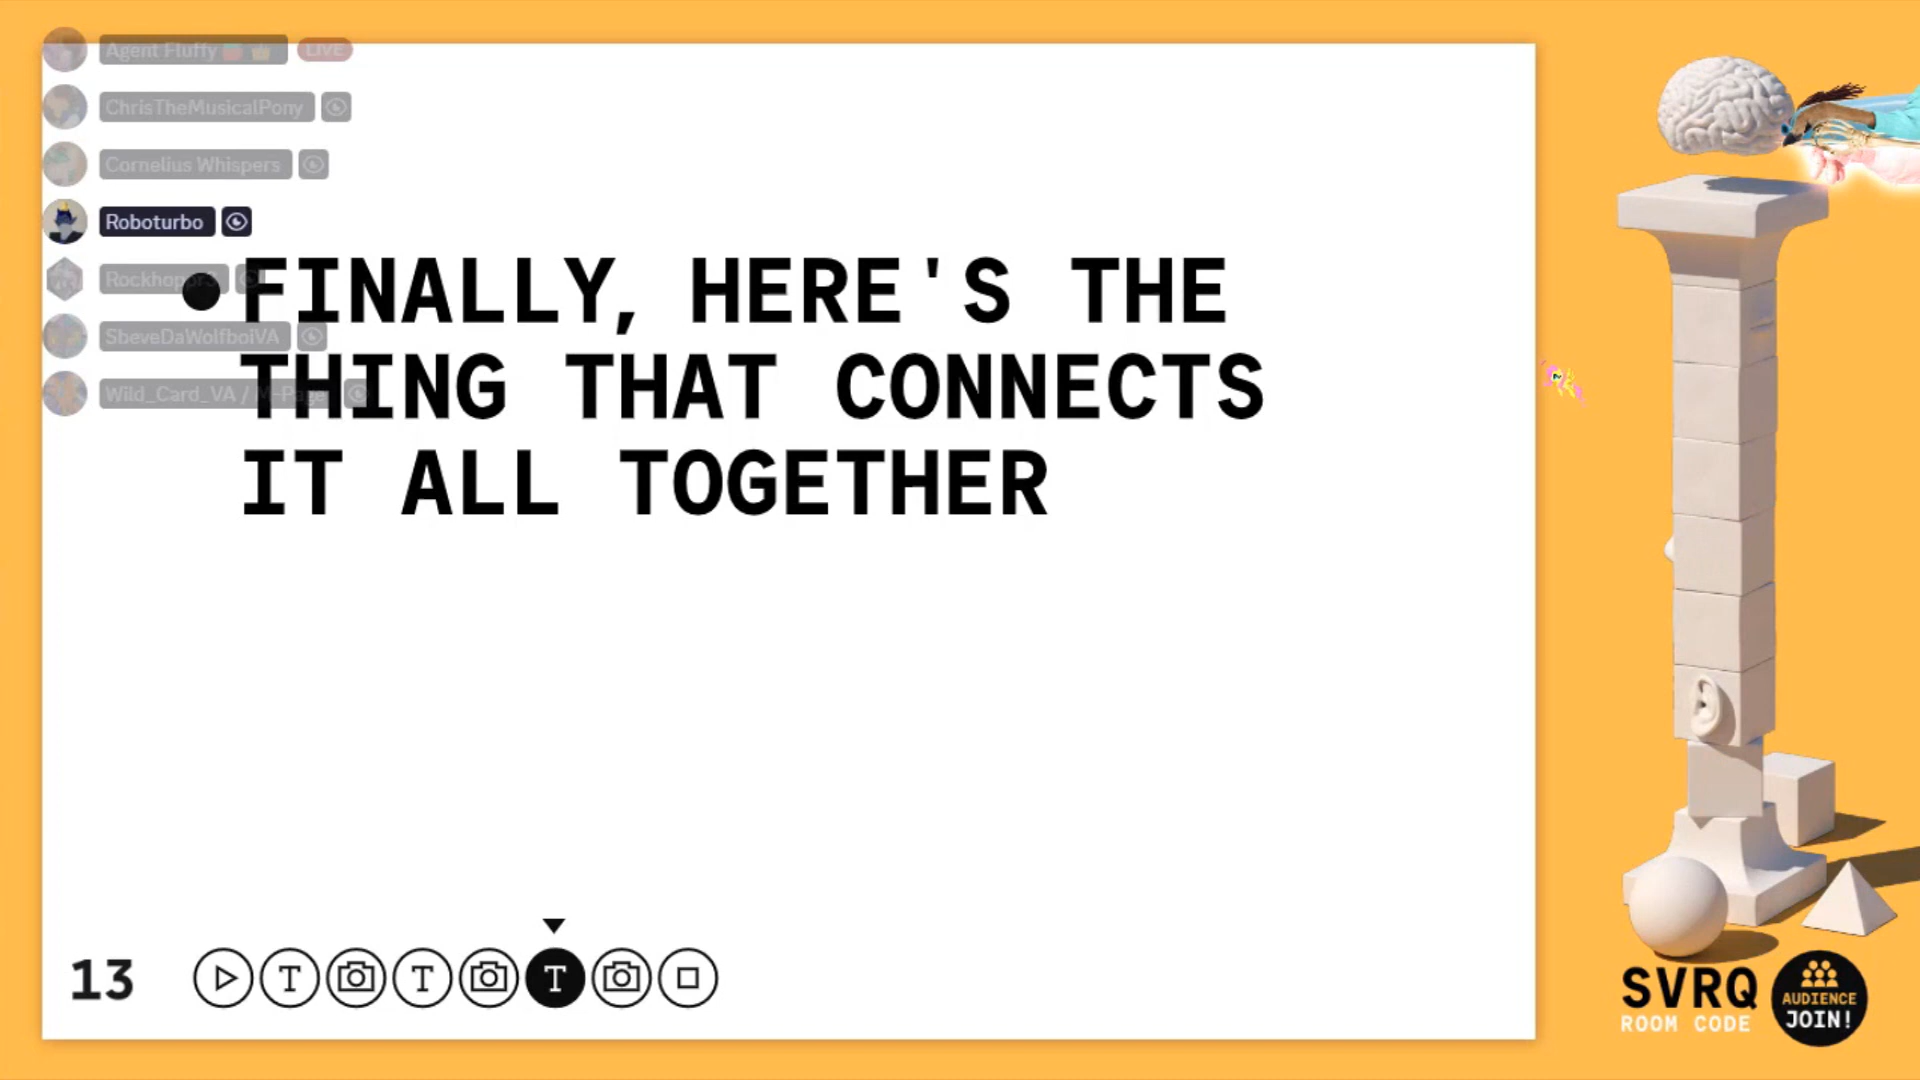 Agent Fluffy
LIVE
ChrisTheMusicalPony
Cornelius Whispers
Roboturbo
SbeveDaWolfboiVA
Wild_Card_VA /
FINALLY, HERE'S THE
THING THAT CONNECTS
IT ALL TOGETHER
13
T
T
T
SVRQ
ROOM CODE
AUDIENCE
JOIN!